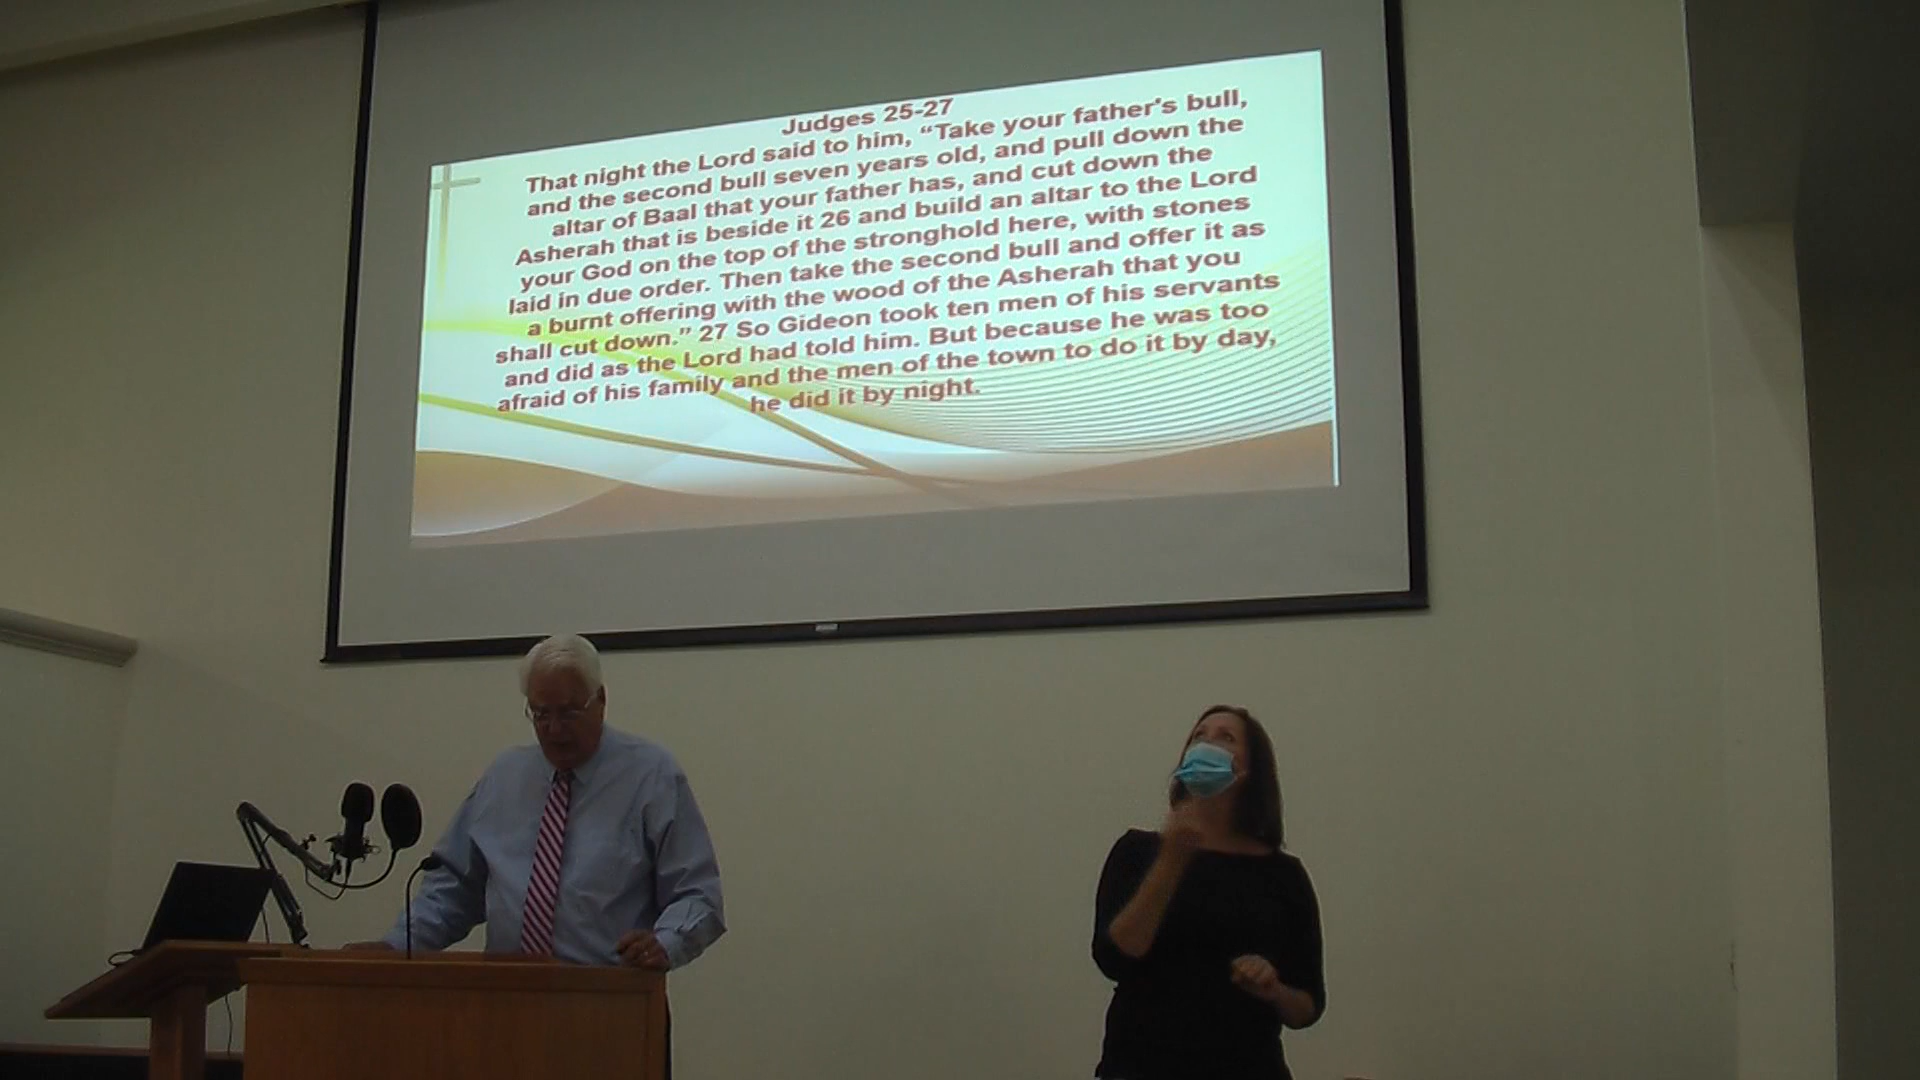 Judges 25-27
That night the Lord said to him, “Take your father's bull,
and the second bull seven years old, and pull down the
altar of Baal that your father has, and cut down the
Asherah that is beside it 26 and build an altar to the Lord
your God on the top of the stronghold here, with stones
laid in due order. Then take the second bull and offer it as
a burnt offering with the wood of the Asherah that you
shall cut down.” 27 So Gideon took ten men of his servants
and did as the Lord had told him. But because he was too
afraid of his family and the men of the town to do it by day,
he did it by night.